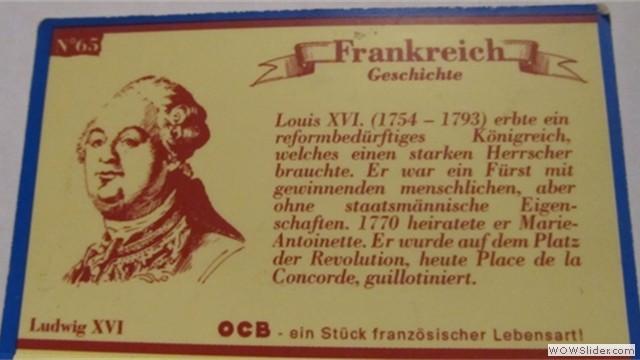 N°65
Frankreich
Geschichte
Louis XVI. (1754 – 1793) erbte ein
reformbedürftiges Königreich,
welches einen starken Herrscher
brauchte. Er war ein Fürst mit
gewinnenden menschlichen, aber
ohne staatsmännische Eigen-
schaften. 1770 heiratete er Marie-
Antoinette. Er wurde auf dem Platz
der Revolution, heute Place de la
Concorde, guillotiniert.
Ludwig XVI
OCB - ein Stück französischer Lebensart!
WOWSlider.com